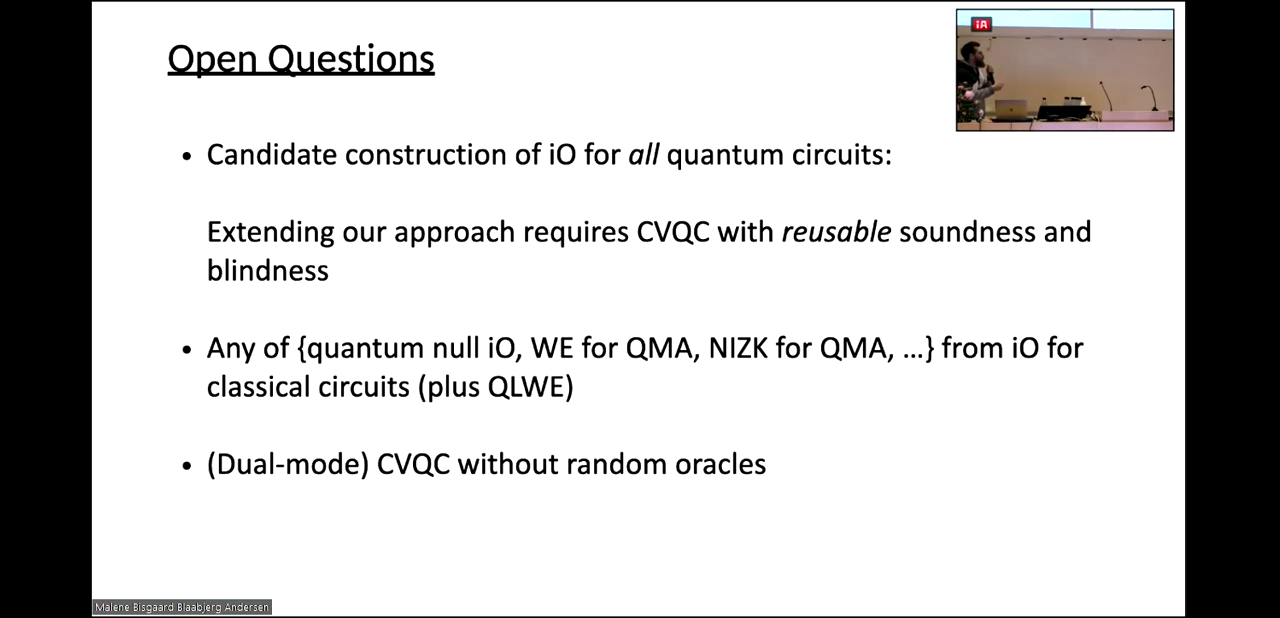 Open Questions
iA
• Candidate construction of iO for all quantum circuits:
Extending our approach requires CVQC with reusable soundness and
blindness
• Any of {quantum null iO, WE for QMA, NIZK for QMA, ...} from iO for
classical circuits (plus QLWE)
• (Dual-mode) CVQC without random oracles
Malene Bisgaard Blaabjerg Andersen